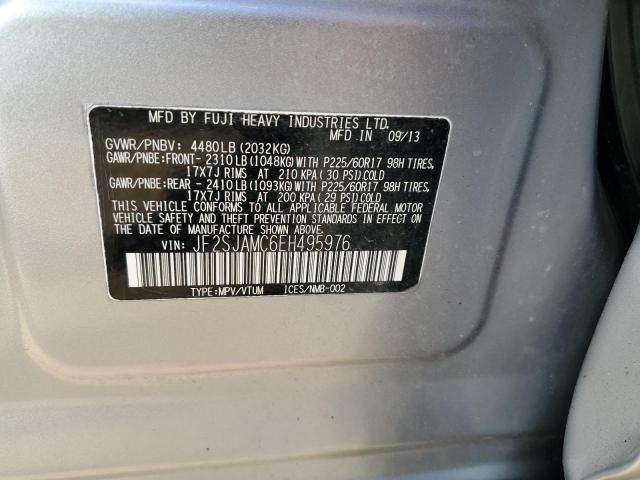 MFD BY FUJI HEAVY INDUSTRIES LTD.
MFD IN 09/13
GVWR/PNBV: 4480LB(2032KG)
GAWR/PNBE:FRONT- 2310LB(1048KG)WITH P225/60R17 98H TIRES,
17X7J RIMS AT 210 KPA(30 PSI)COLD
GAWR/PNBE:REAR - 2410LB(1093KG)WITH P225/60R17 98H TIRES,
17X7J RIMS AT 200 KPA(29 PSI)COLD
THIS VEHICLE CONFORMS TO ALL APPLICABLE FEDERAL MOTOR
VEHICLE SAFETY AND THEFT PREVENTION STANDARDS IN EFFECT ON
THE DATE OF MANUFACTURE SHOWN ABOVE.
VIN: JF2SJAMC6EH495976
TYPE:MPV/VTUM ICES/NMB-002